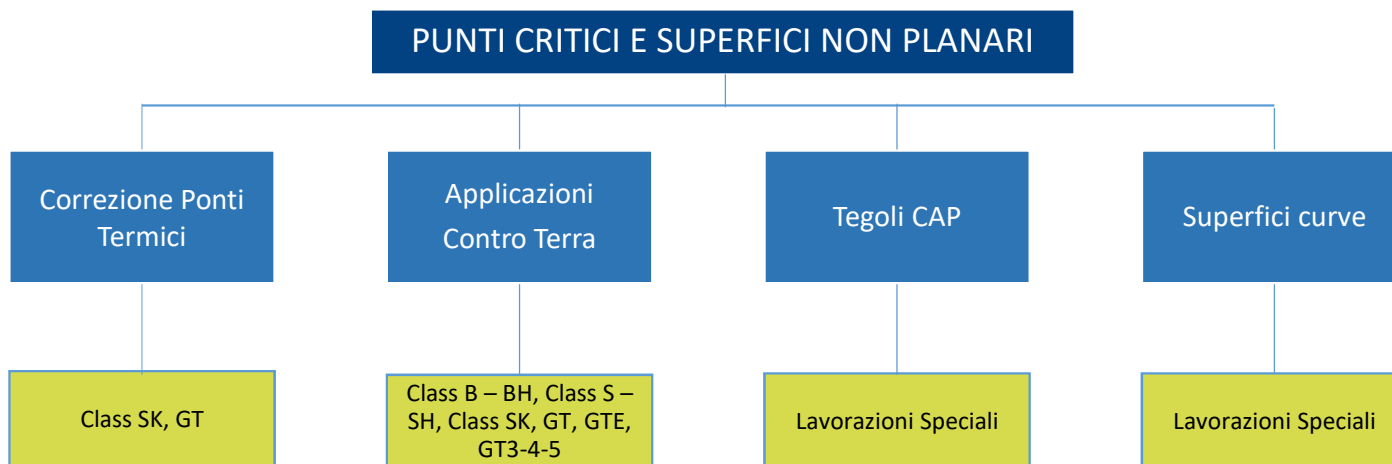 PUNTI CRITICI E SUPERFICI NON PLANARI
Correzione Ponti
Termici
Applicazioni
Contro Terra
Tegoli CAP
Superfici curve
Class SK, GT
Class B – BH, Class S –
SH, Class SK, GT, GTE,
GT3-4-5
Lavorazioni Speciali
Lavorazioni Speciali